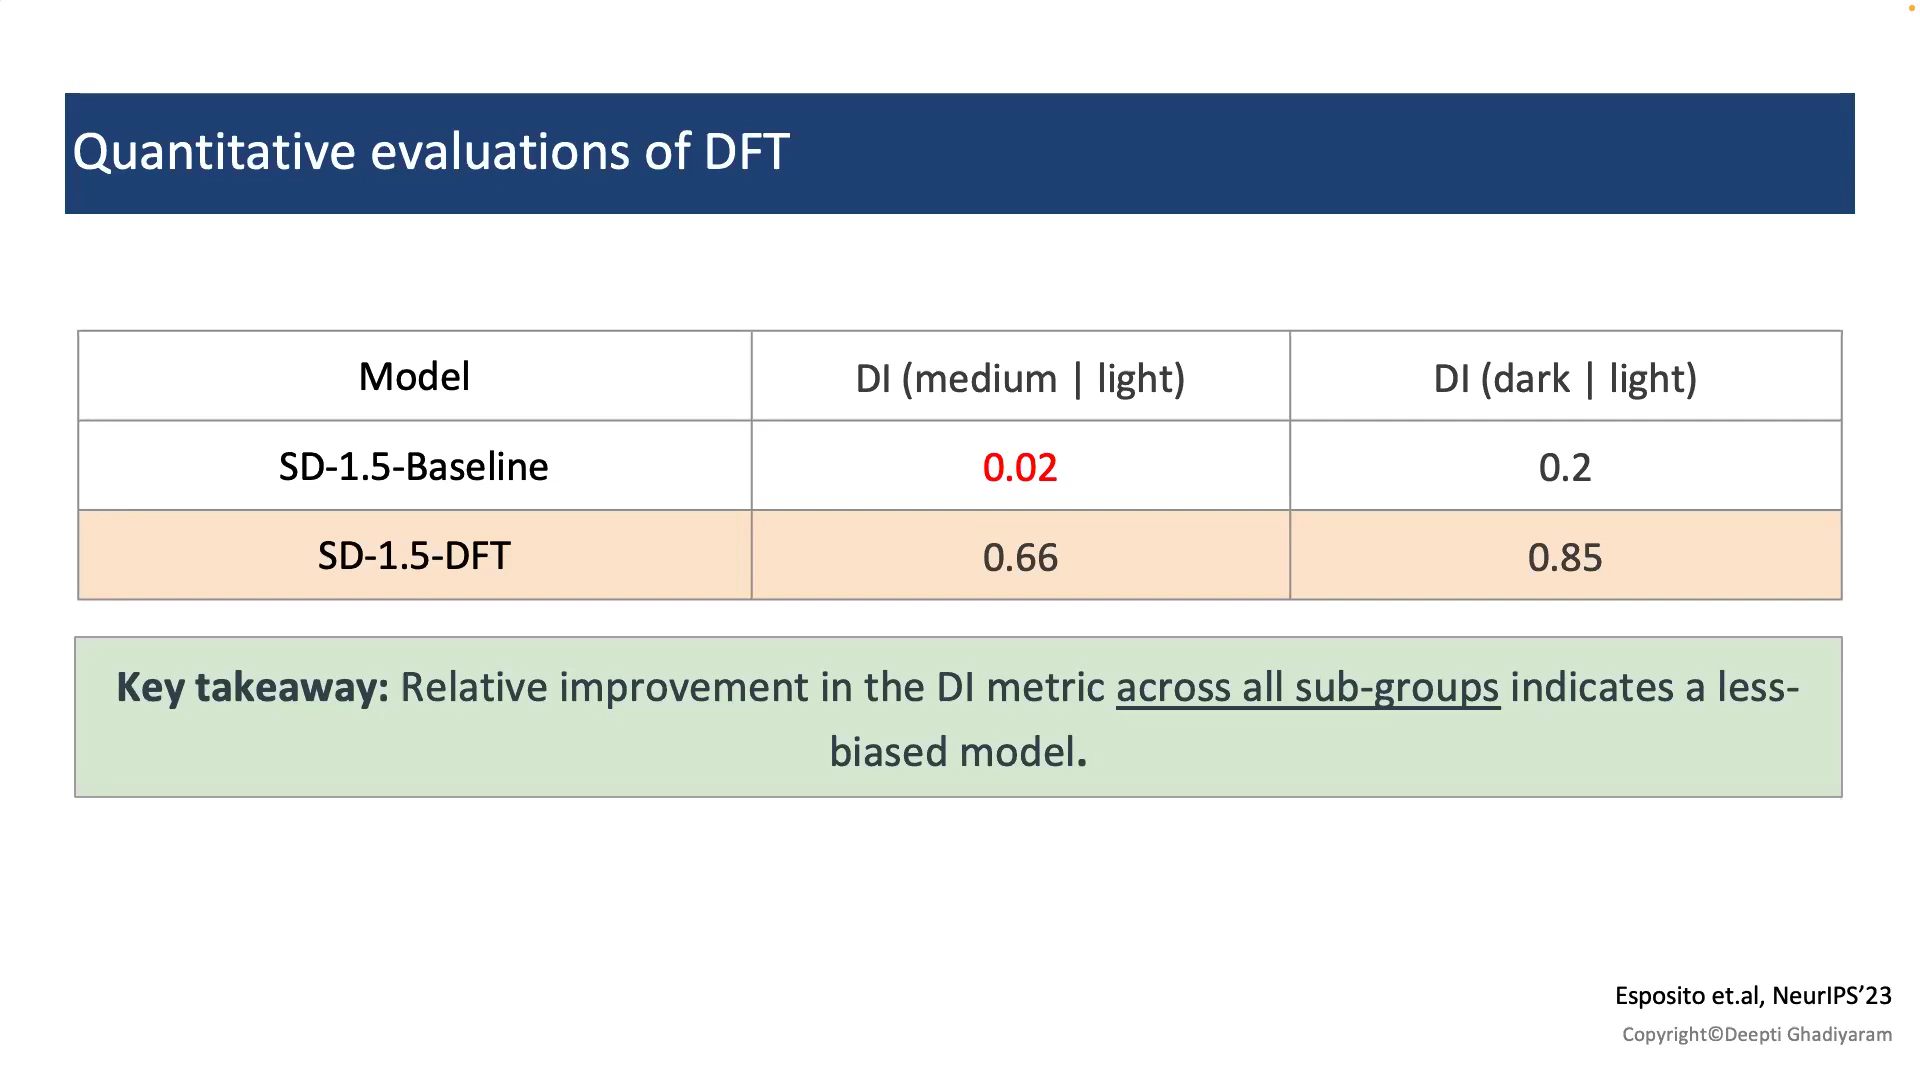 Quantitative evaluations of DFT
Model DI (medium | light) DI (dark | light)
SD-1.5-Baseline 0.02 0.2
SD-1.5-DFT 0.66 0.85
Key takeaway: Relative improvement in the DI metric across all sub-groups indicates a less-
biased model.
Esposito et.al, NeurIPS’23
Copyright©Deepti Ghadiyaram